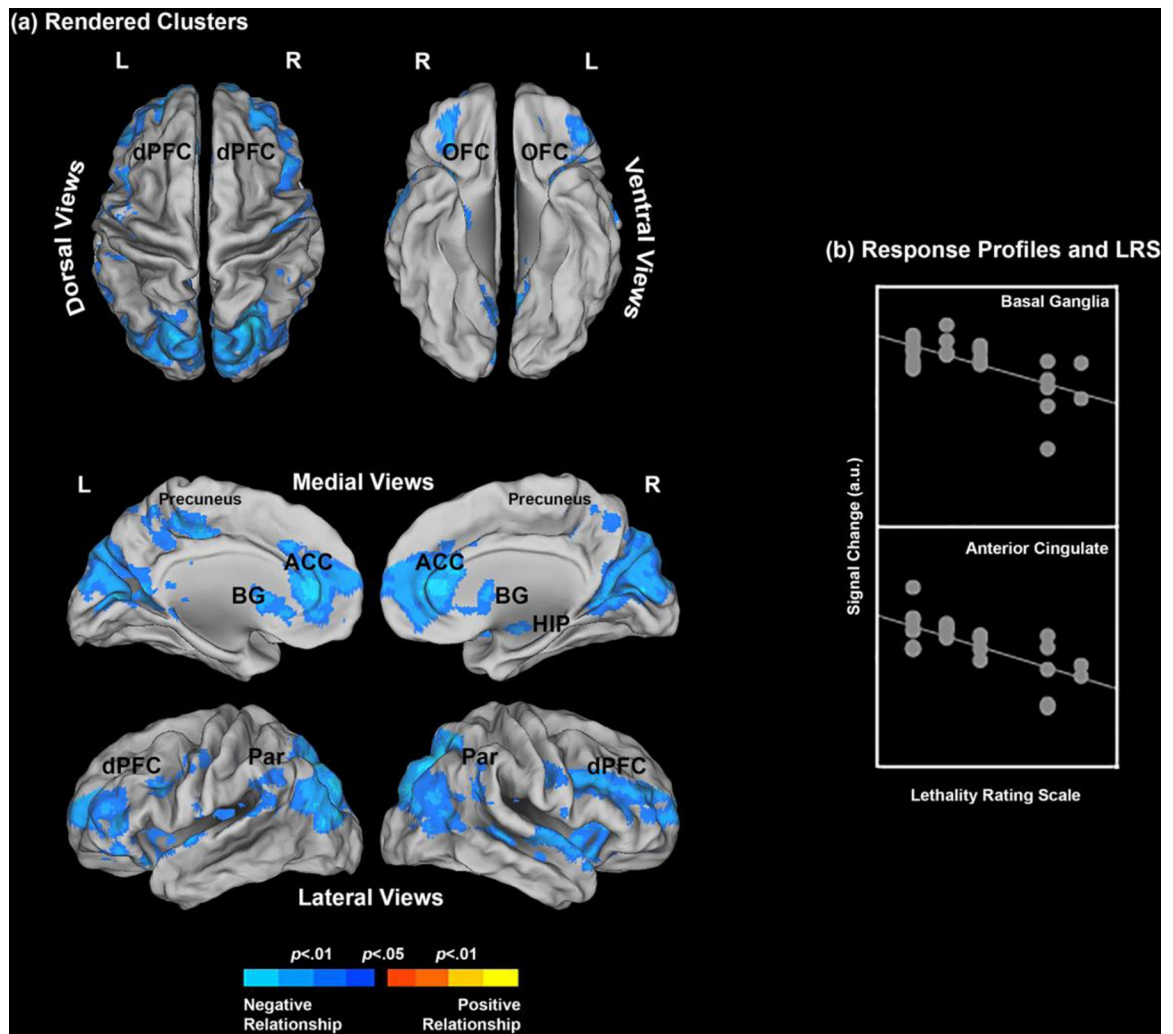 (a) Rendered Clusters
L R R L
dPFC dPFC OFC OFC
Dorsal Views
Ventral Views
L Medial Views R
Precuneus Precuneus
ACC ACC
BG BG
HIP
dPFC Par Par dPFC
Lateral Views
p<.01 p<.05 p<.01
Negative Positive
Relationship Relationship
(b) Response Profiles and LRS
Basal Ganglia
Signal Change (a.u.)
Anterior Cingulate
Lethality Rating Scale